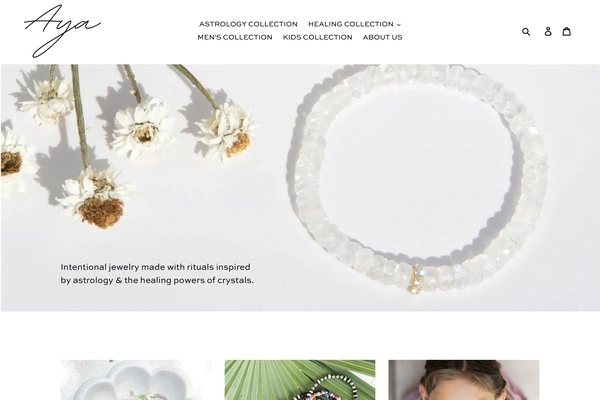 Aya
ASTROLOGY COLLECTION HEALING COLLECTION
MEN'S COLLECTION KIDS COLLECTION ABOUT US
Intentional jewelry made with rituals inspired
by astrology & the healing powers of crystals.